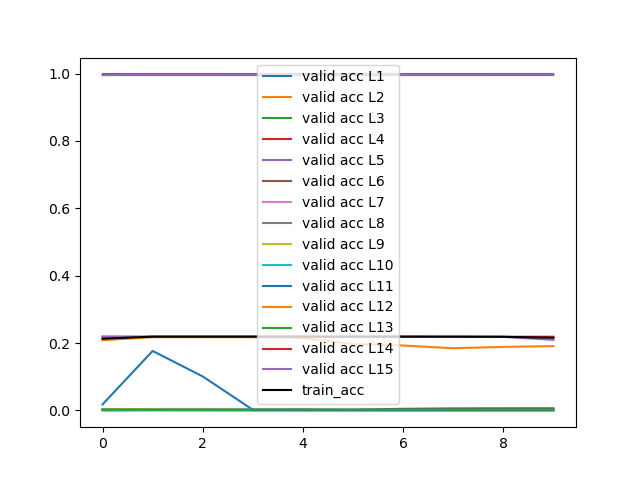 1.0
0.8
0.6
0.4
0.2
0.0
valid acc L1
valid acc L2
valid acc L3
valid acc L4
valid acc L5
valid acc L6
valid acc L7
valid acc L8
valid acc L9
valid acc L10
valid acc L11
valid acc L12
valid acc L13
valid acc L14
valid acc L15
train_acc
0 2 4 6 8